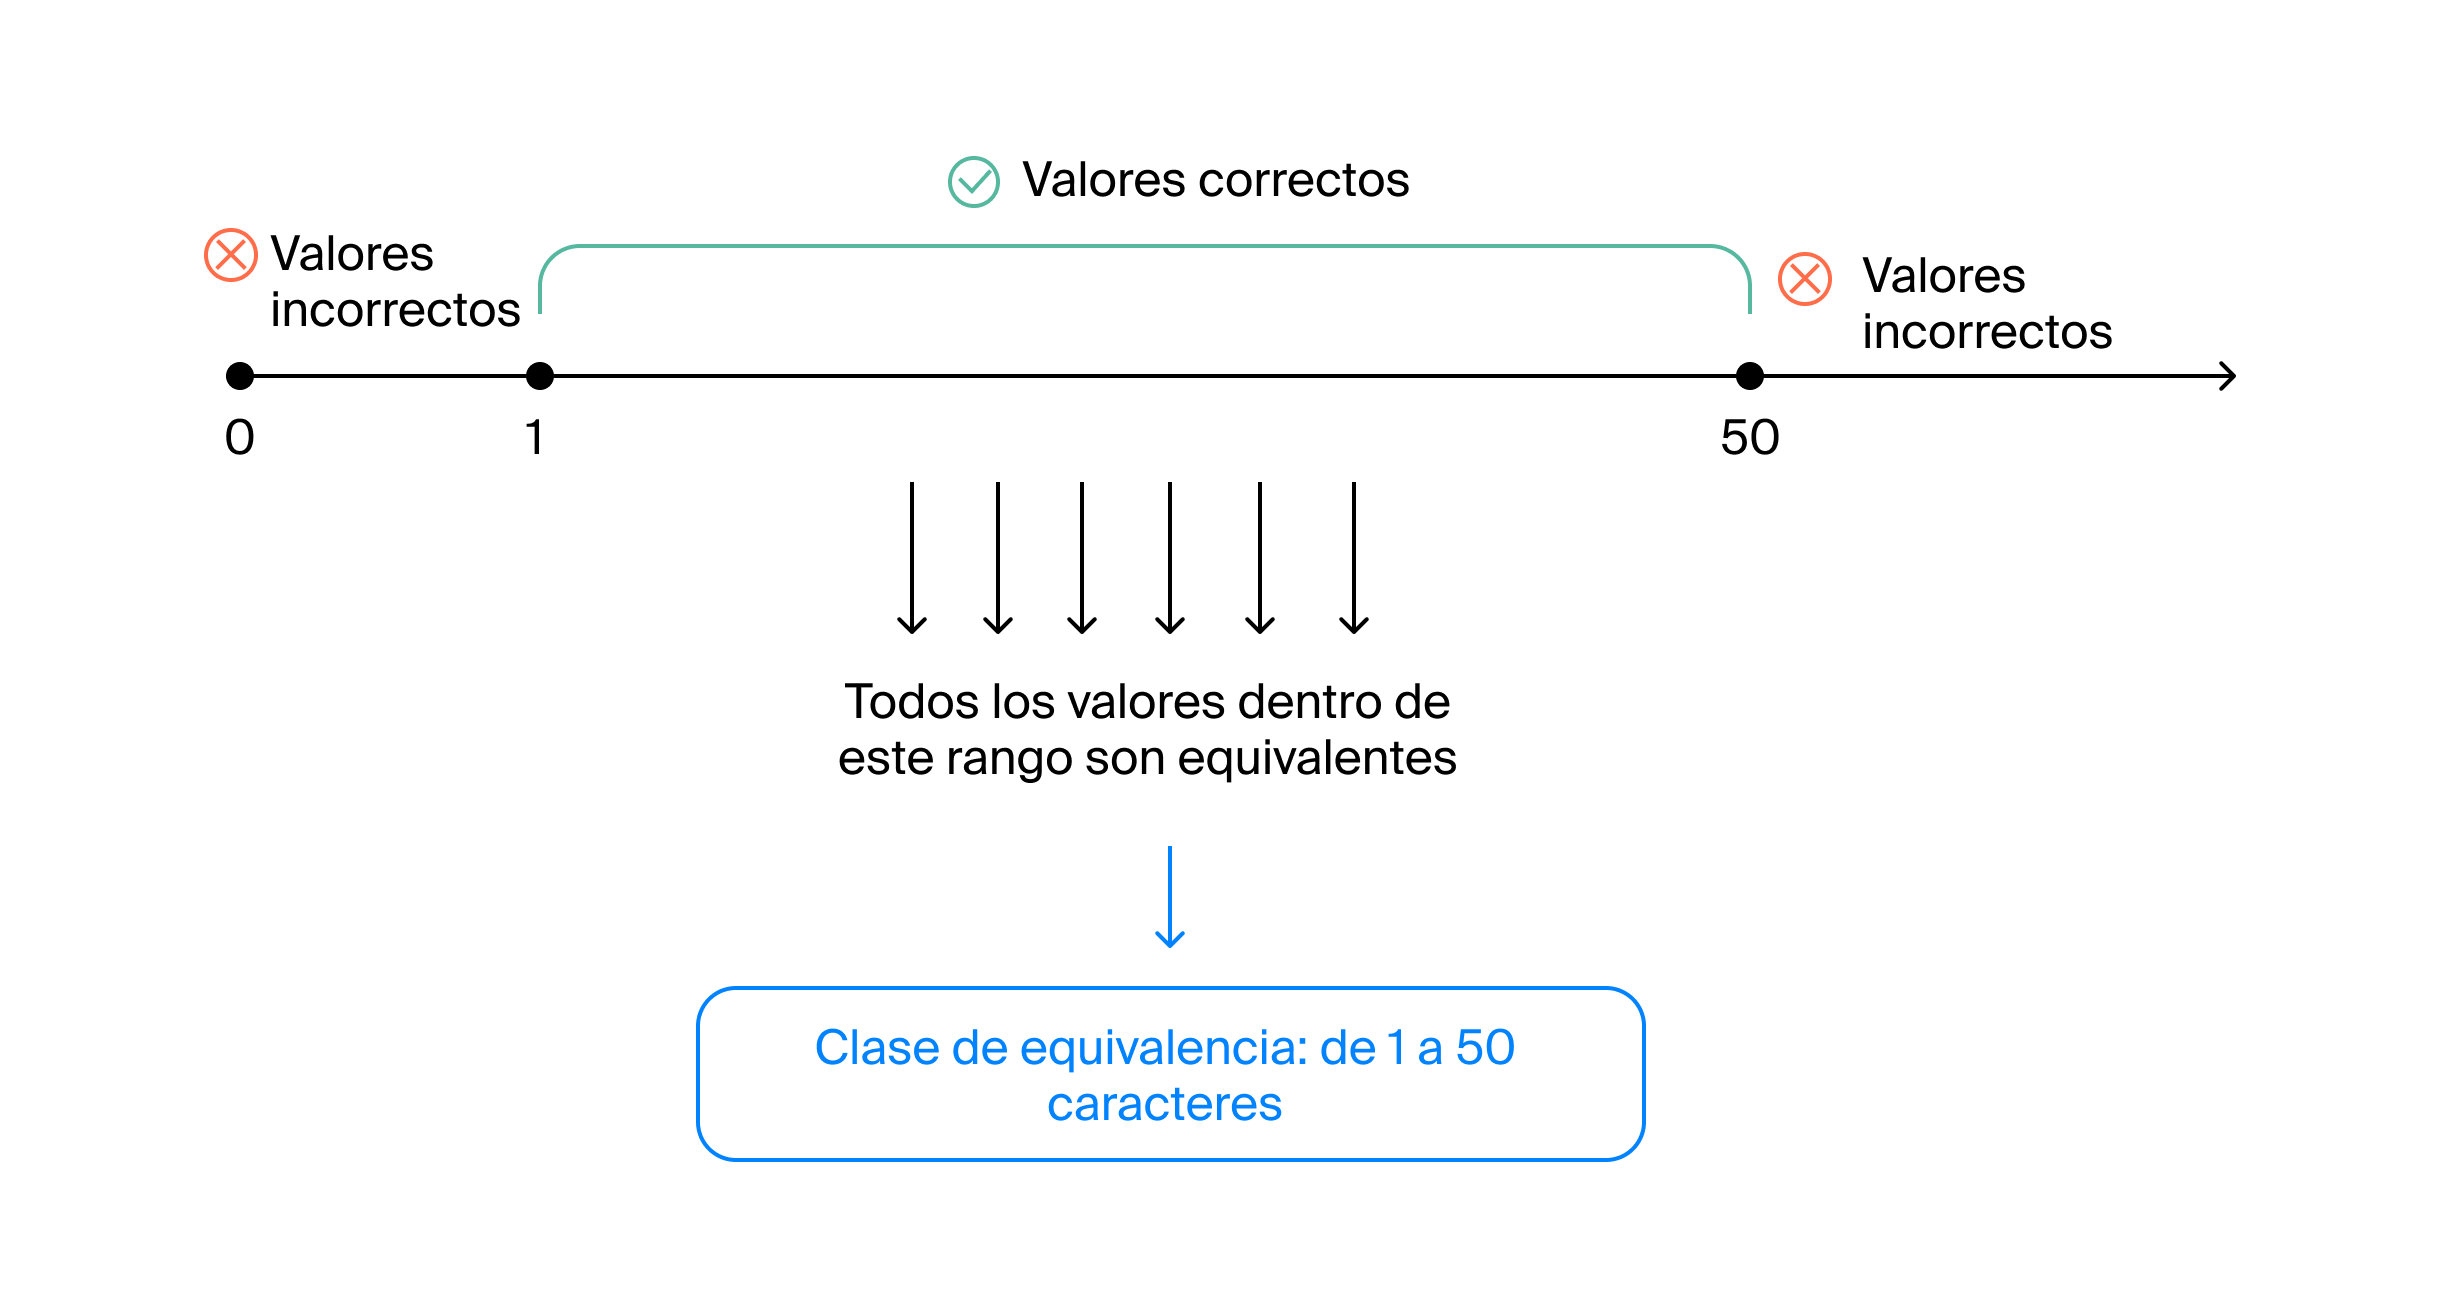 Valores correctos
Valores
incorrectos
Valores
incorrectos
0
1
50
Todos los valores dentro de
este rango son equivalentes
Clase de equivalencia: de 1 a 50
caracteres